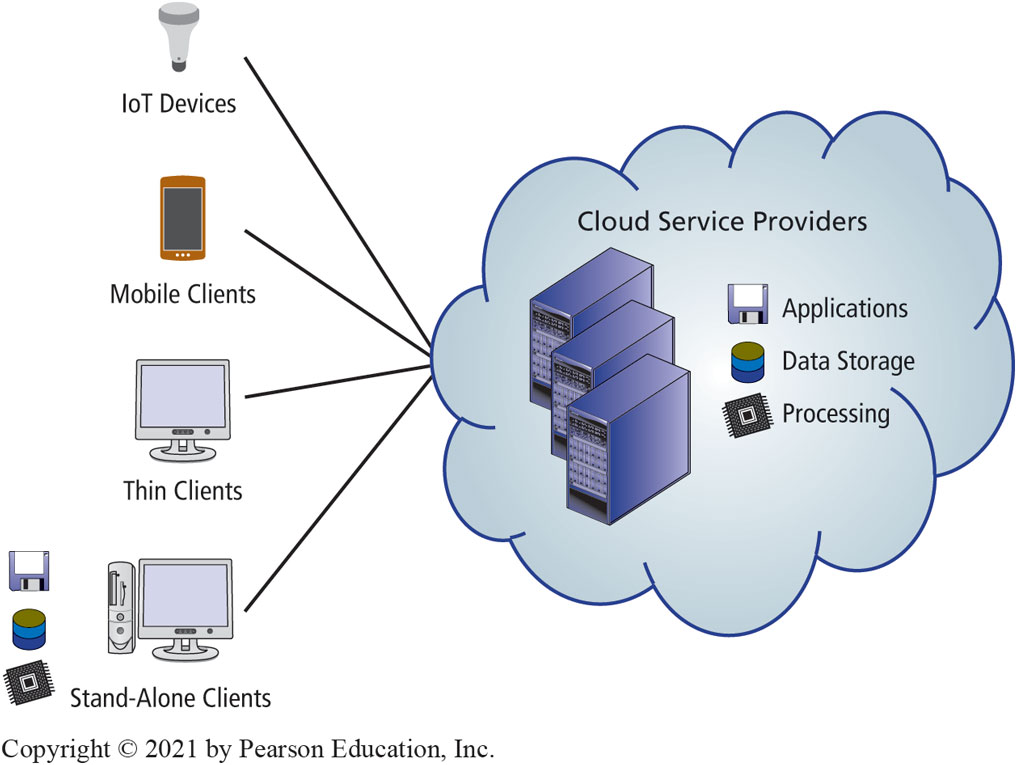 IoT Devices
Mobile Clients
Thin Clients
Stand-Alone Clients
Cloud Service Providers
Applications
Data Storage
Processing
Copyright © 2021 by Pearson Education, Inc.